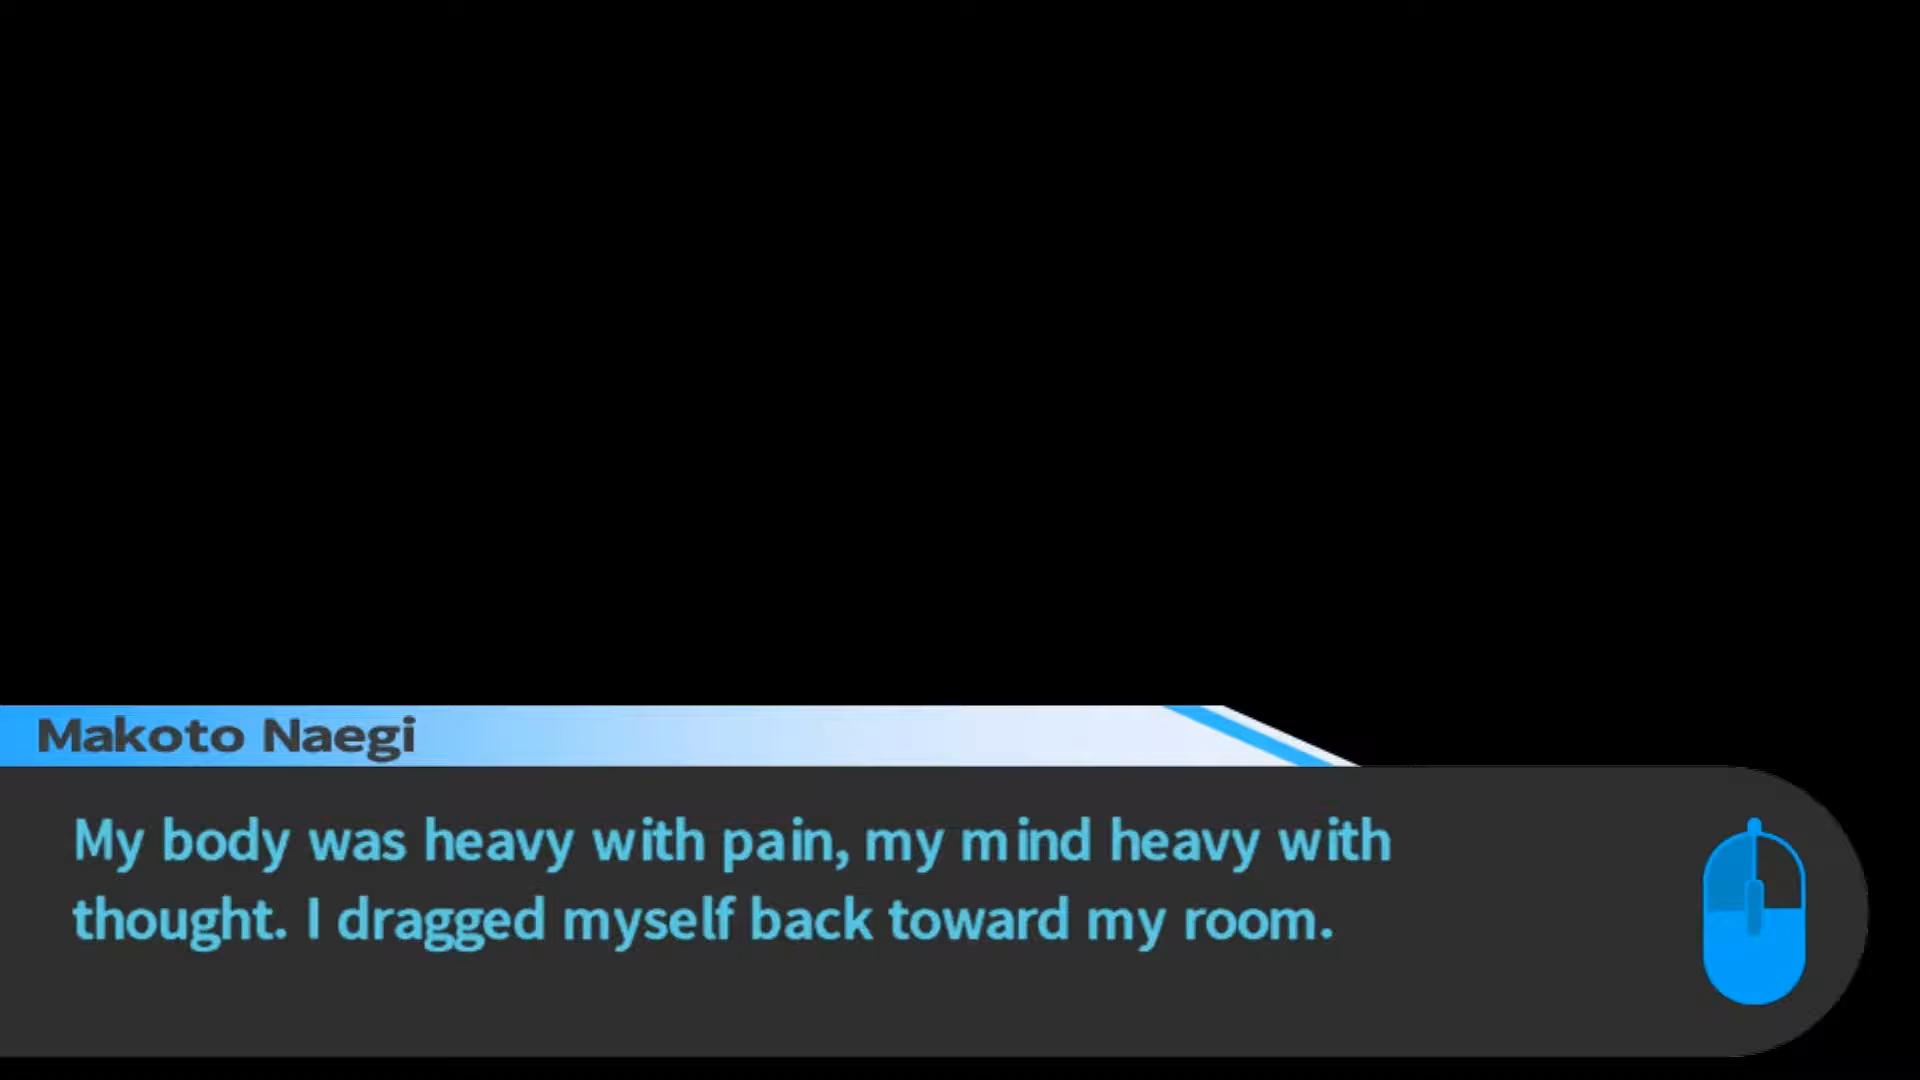 Makoto Naegi
My body was heavy with pain, my mind heavy with
thought. I dragged myself back toward my room.